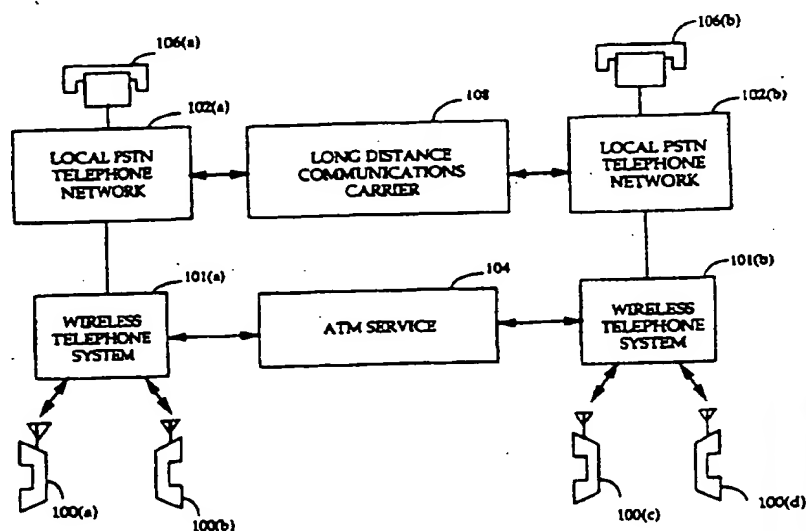 106(a)
106(b)
102(a)
108
102(b)
LOCAL PSTN
TELEPHONE
NETWORK
LONG DISTANCE
COMMUNICATIONS
CARRIER
LOCAL PSTN
TELEPHONE
NETWORK
101(a)
104
101(b)
WIRELESS
TELEPHONE
SYSTEM
ATM SERVICE
WIRELESS
TELEPHONE
SYSTEM
100(a)
100(b)
100(c)
100(d)